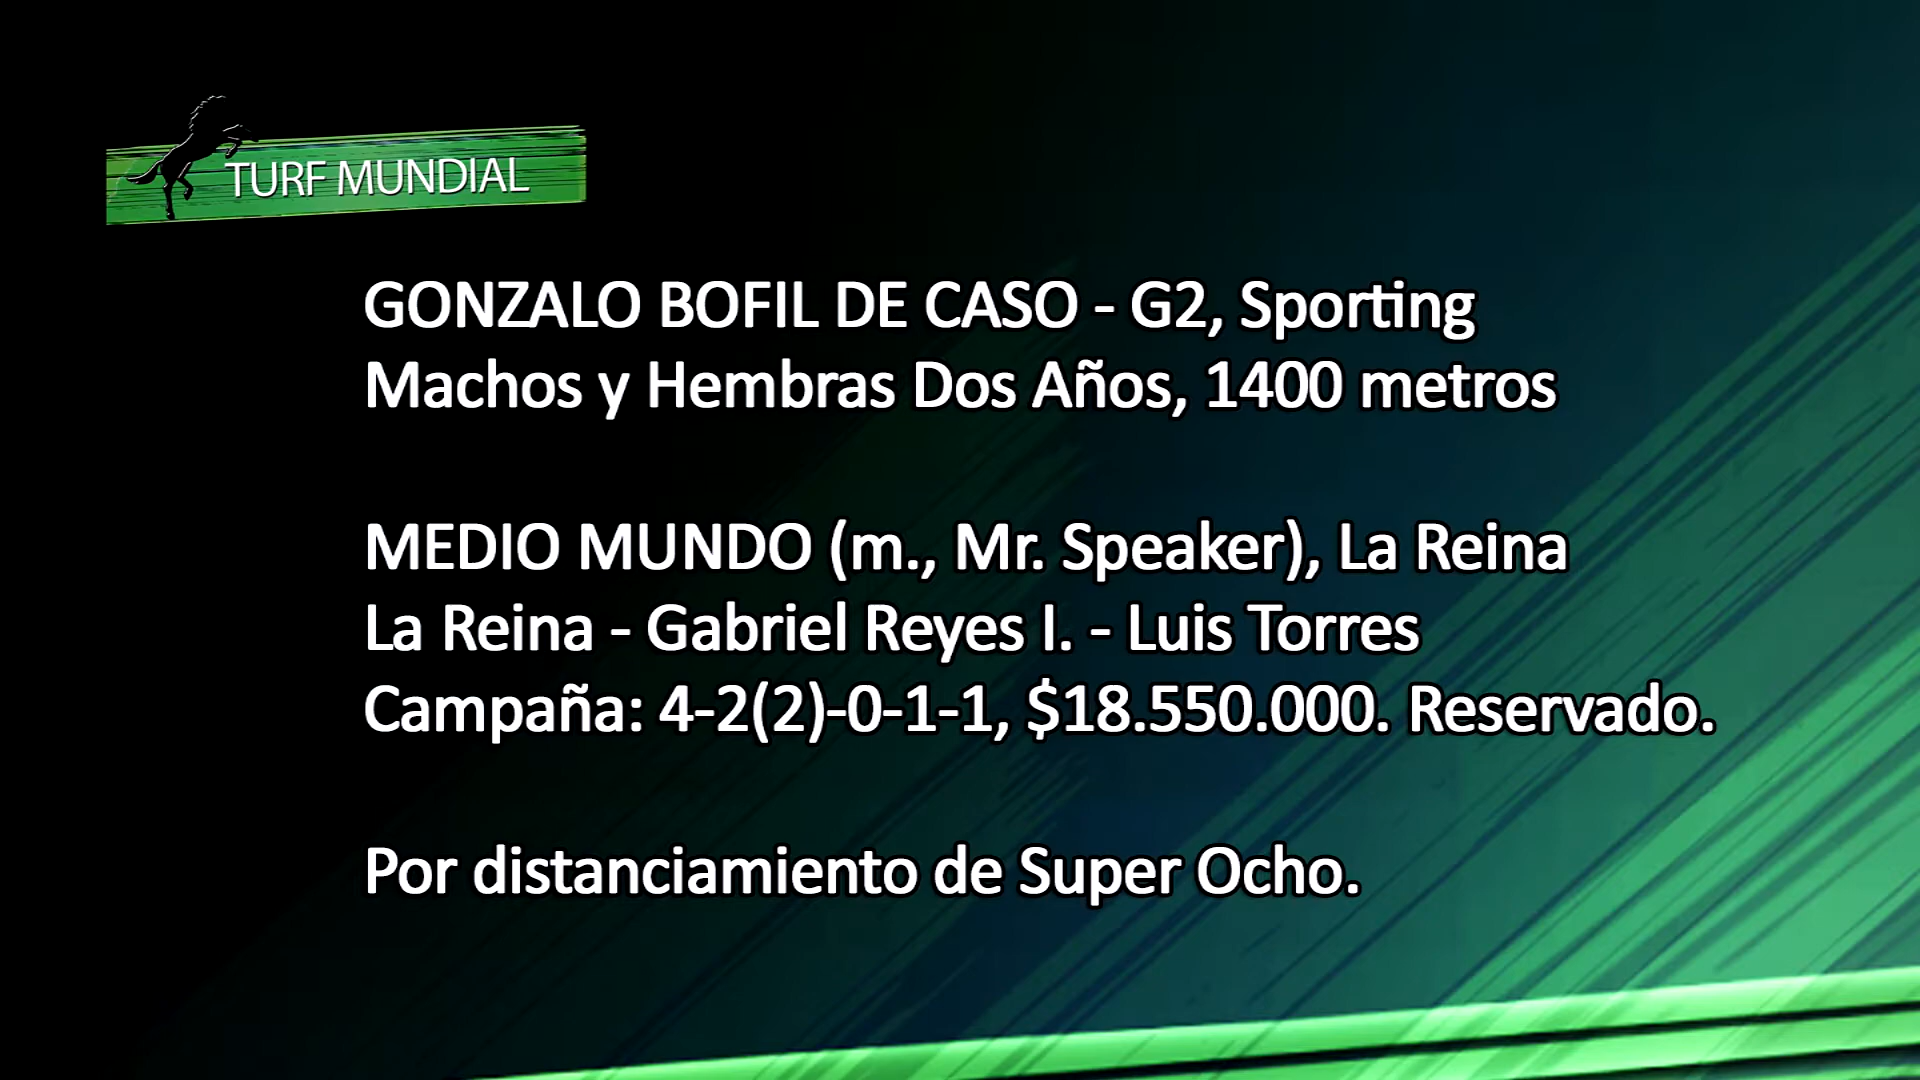 TURF MUNDIAL
GONZALO BOFIL DE CASO - G2, Sporting
Machos y Hembras Dos Años, 1400 metros
MEDIO MUNDO (m., Mr. Speaker), La Reina
La Reina - Gabriel Reyes I. - Luis Torres
Campaña: 4-2(2)-0-1-1, $18.550.000. Reservado.
Por distanciamiento de Super Ocho.